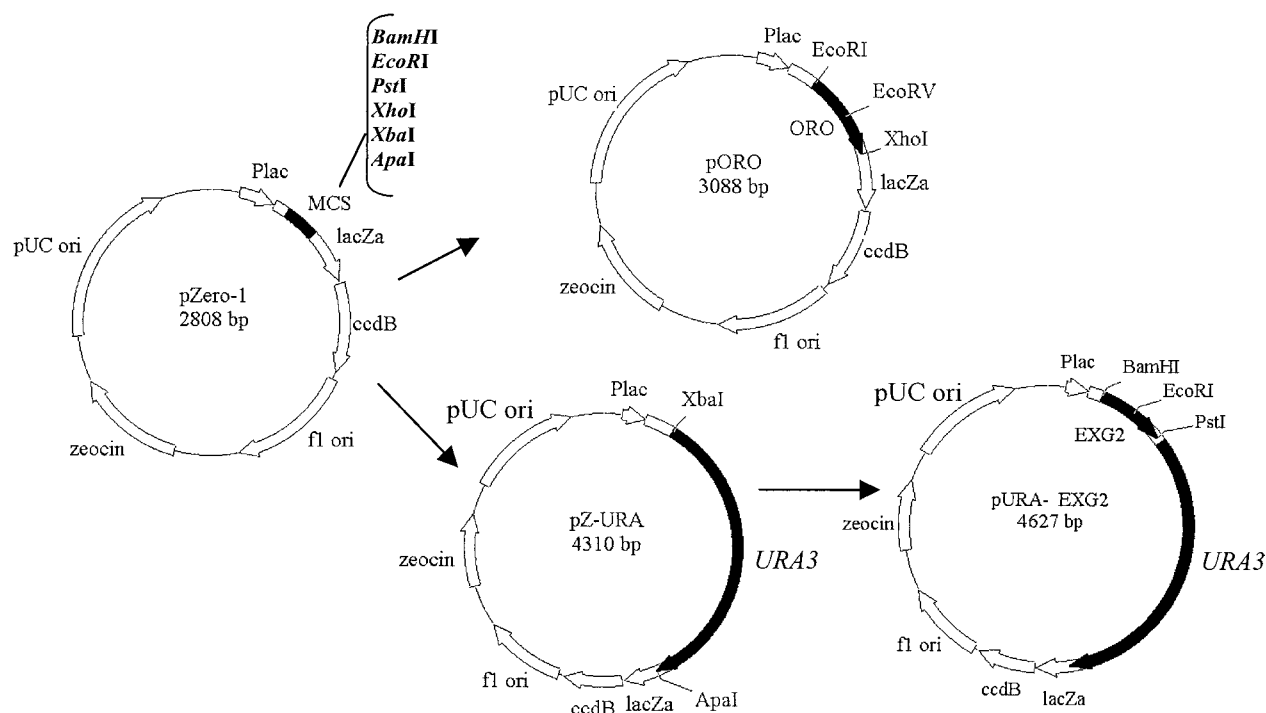 BamHI
EcoRI
PstI
XhoI
XbaI
ApaI
Plac
MCS
lacZa
pUC ori
pZero-1
2808 bp
ccdB
zeocin
f1 ori
Plac
EcoRI
EcoRV
pUC ori
ORO
XhoI
pORO
3088 bp
lacZa
ccdB
zeocin
f1 ori
Plac
XbaI
pUC ori
pZ-URA
4310 bp
zeocin
URA3
f1 ori
ccdB
lacZa
ApaI
Plac
BamHI
pUC ori
EcoRI
EXG2
PstI
pURA- EXG2
4627 bp
zeocin
URA3
f1 ori
ccdB
lacZa